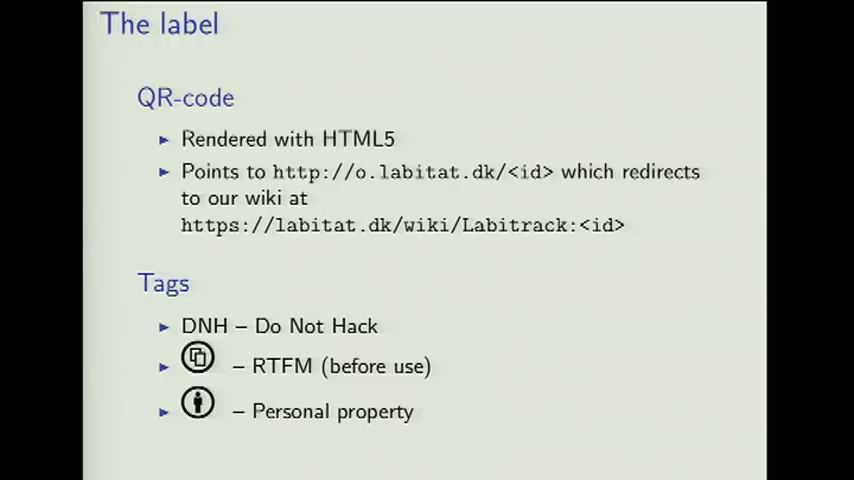 The label
QR-code
Rendered with HTML5
Points to http://o.labitat.dk/<id> which redirects
to our wiki at
https://labitat.dk/wiki/Labitrack:<id>
Tags
DNH – Do Not Hack
– RTFM (before use)
– Personal property